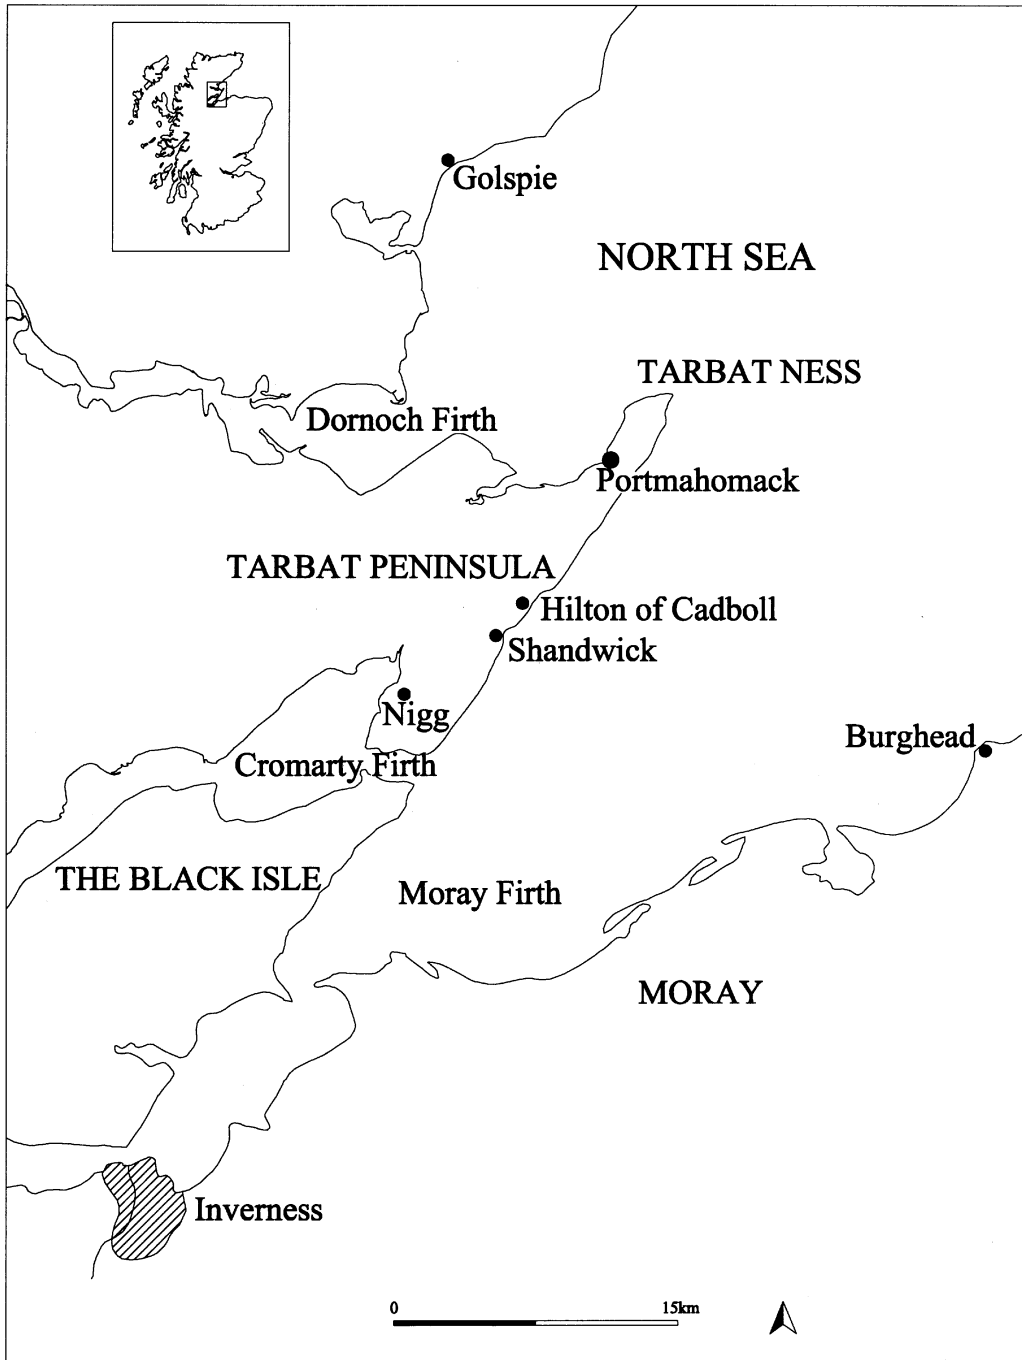 Golspie
NORTH SEA
TARBAT NESS
Dornoch Firth
Portmahomack
TARBAT PENINSULA
Hilton of Cadboll
Shandwick
Nigg
Burghead
Cromarty Firth
THE BLACK ISLE
Moray Firth
MORAY
Inverness
0 15km